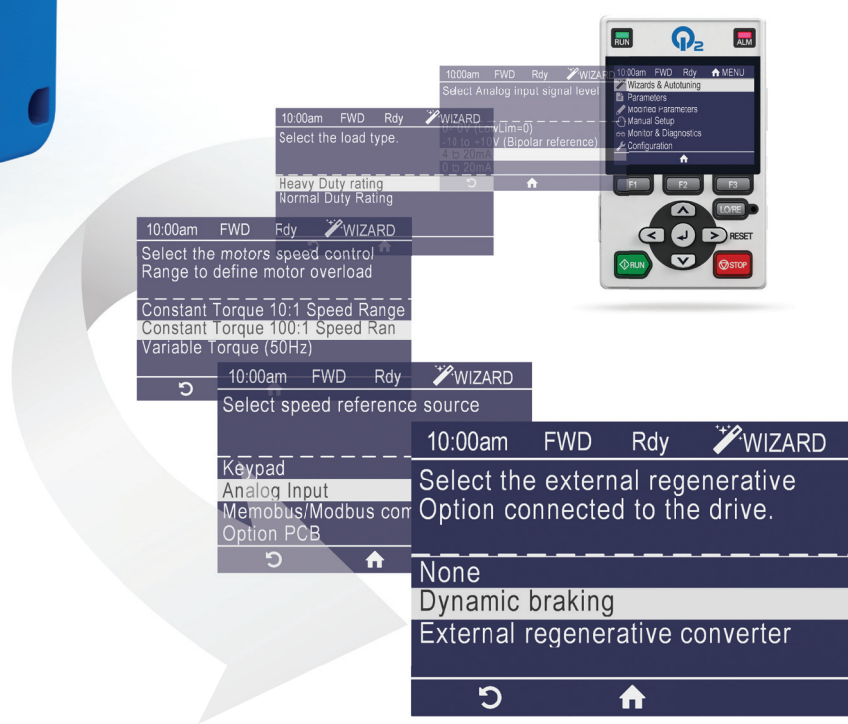 RUN
Q2
ALM
10:00am FWD Rdy MENU
Wizards & Autotuning
Parameters
Modified Parameters
Manual Setup
Monitor & Diagnostics
Configuration
F1 F2 F3
LO/RE
RESET
RUN
STOP
10:00am FWD Rdy WIZARD
Select Analog input signal level
(LowLim=0)
-10 to +10V (Bipolar reference)
4 to 20mA
0 to 20mA
10:00am FWD Rdy WIZARD
Select the load type.
Heavy Duty rating
Normal Duty Rating
10:00am FWD Rdy WIZARD
Select the motors speed control
Range to define motor overload
Constant Torque 10:1 Speed Range
Constant Torque 100:1 Speed Ran
Variable Torque (50Hz)
10:00am FWD Rdy WIZARD
Select speed reference source
Keypad
Analog Input
Memobus/Modbus com
Option PCB
10:00am FWD Rdy WIZARD
Select the external regenerative
Option connected to the drive.
None
Dynamic braking
External regenerative converter